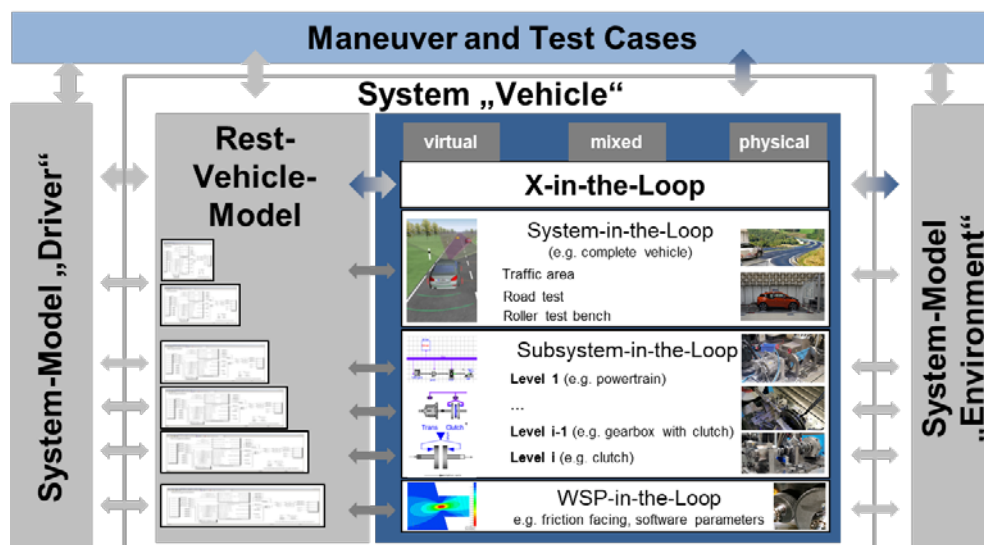 Maneuver and Test Cases
System-Model „Driver“
System „Vehicle“
Rest-
Vehicle-
Model
virtual
mixed
physical
X-in-the-Loop
System-in-the-Loop
(e.g. complete vehicle)
Traffic area
Road test
Roller test bench
Subsystem-in-the-Loop
Level 1 (e.g. powertrain)
...
Level i-1 (e.g. gearbox with clutch)
Trans Clutch
Level i (e.g. clutch)
WSP-in-the-Loop
e.g. friction facing, software parameters
System-Model
„Environment“